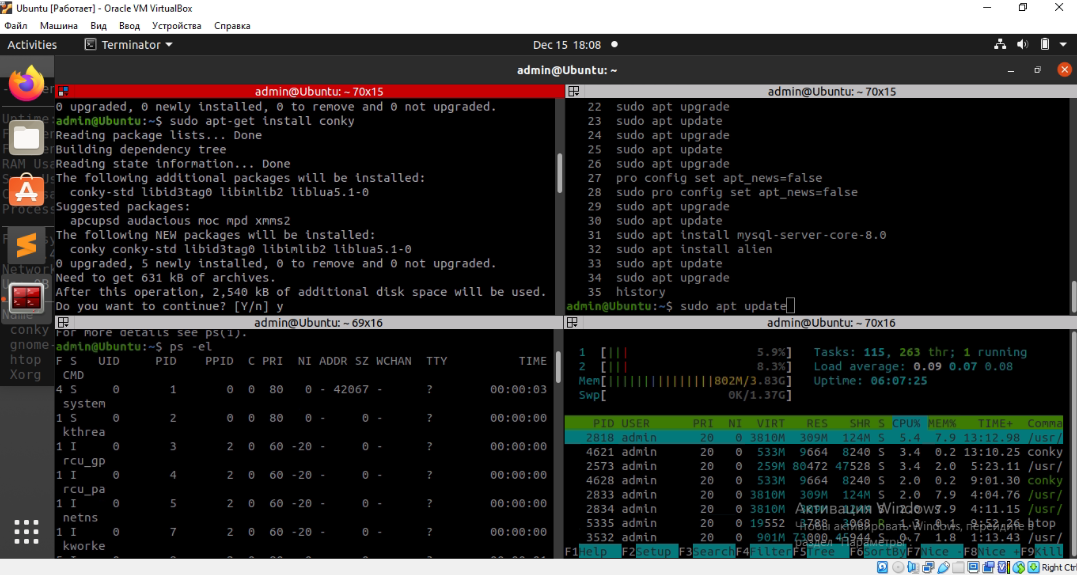 Ubuntu [Работает] - Oracle VM VirtualBox
Файл Машина Вид Ввод Устройства Справка
Activities Terminator Dec 15 18:08
admin@Ubuntu: ~
admin@Ubuntu: ~ 70x15
0 upgraded, 0 newly installed, 0 to remove and 0 not upgraded.
admin@Ubuntu:~$ sudo apt-get install conky
Reading package lists... Done
Building dependency tree
Reading state information... Done
The following additional packages will be installed:
conky-std libid3tag0 libimlib2 liblua5.1-0
Suggested packages:
apcupsd audacious moc mpd xmms2
The following NEW packages will be installed:
conky conky-std libid3tag0 libimlib2 liblua5.1-0
0 upgraded, 5 newly installed, 0 to remove and 0 not upgraded.
Need to get 631 kB of archives.
After this operation, 2,540 kB of additional disk space will be used.
Do you want to continue? [Y/n] y
admin@Ubuntu: ~ 70x15
22 sudo apt upgrade
23 sudo apt update
24 sudo apt upgrade
25 sudo apt update
26 sudo apt upgrade
27 pro config set apt_news=false
28 sudo pro config set apt_news=false
29 sudo apt upgrade
30 sudo apt update
31 sudo apt install mysql-server-core-8.0
32 sudo apt install alien
33 sudo apt update
34 sudo apt upgrade
35 history
admin@Ubuntu:~$ sudo apt update
admin@Ubuntu: ~ 69x16
For more details see ps(1).
admin@Ubuntu:~$ ps -el
F S UID PID PPID C PRI NI ADDR SZ WCHAN TTY TIME
CMD
4 S 0 1 0 0 80 0 - 42067 - ? 00:00:03
system
1 S 0 2 0 0 80 0 - 0 - ? 00:00:00
kthrea
1 I 0 3 2 0 60 -20 - 0 - ? 00:00:00
rcu_gp
1 I 0 4 2 0 60 -20 - 0 - ? 00:00:00
rcu_pa
1 I 0 5 2 0 60 -20 - 0 - ? 00:00:00
netns
1 I 0 7 2 0 60 -20 - 0 - ? 00:00:00
kworke
admin@Ubuntu: ~ 70x16
1 [||| 5.9%] Tasks: 115, 263 thr; 1 running
2 [||| 8.3%] Load average: 0.09 0.07 0.08
Mem[|||||||||||||||||802M/3.83G] Uptime: 06:07:25
Swp[ 0K/1.37G]
PID USER PRI NI VIRT RES SHR S CPU% MEM% TIME+ Comma
2818 admin 20 0 3810M 309M 124M S 5.4 7.9 13:12.98 /usr/
4621 admin 20 0 533M 9664 8240 S 3.4 0.2 13:10.25 conky
2573 admin 20 0 259M 80472 47528 S 3.4 2.0 5:23.11 /usr/
4628 admin 20 0 533M 9664 8240 S 2.0 0.2 9:01.30 conky
2833 admin 20 0 3810M 309M 124M S 2.0 7.9 4:04.76 /usr/
2834 admin 20 0 3810M 309M 124M S 2.0 7.9 4:11.15 /usr/
5335 admin 20 0 19552 3788 3068 R 1.3 0.1 9:52.26 htop
3532 admin 20 0 901M 73000 45944 S 0.7 1.8 1:13.43 /usr/
F1Help F2Setup F3Search F4Filter F5Tree F6SortBy F7Nice - F8Nice + F9Kill
Активация Windows
Чтобы активировать Windows, перейдите в
раздел "Параметры".
RAM Usa
Process
Network
Name
conky
gnome-
htop
Xorg
Right Ctrl